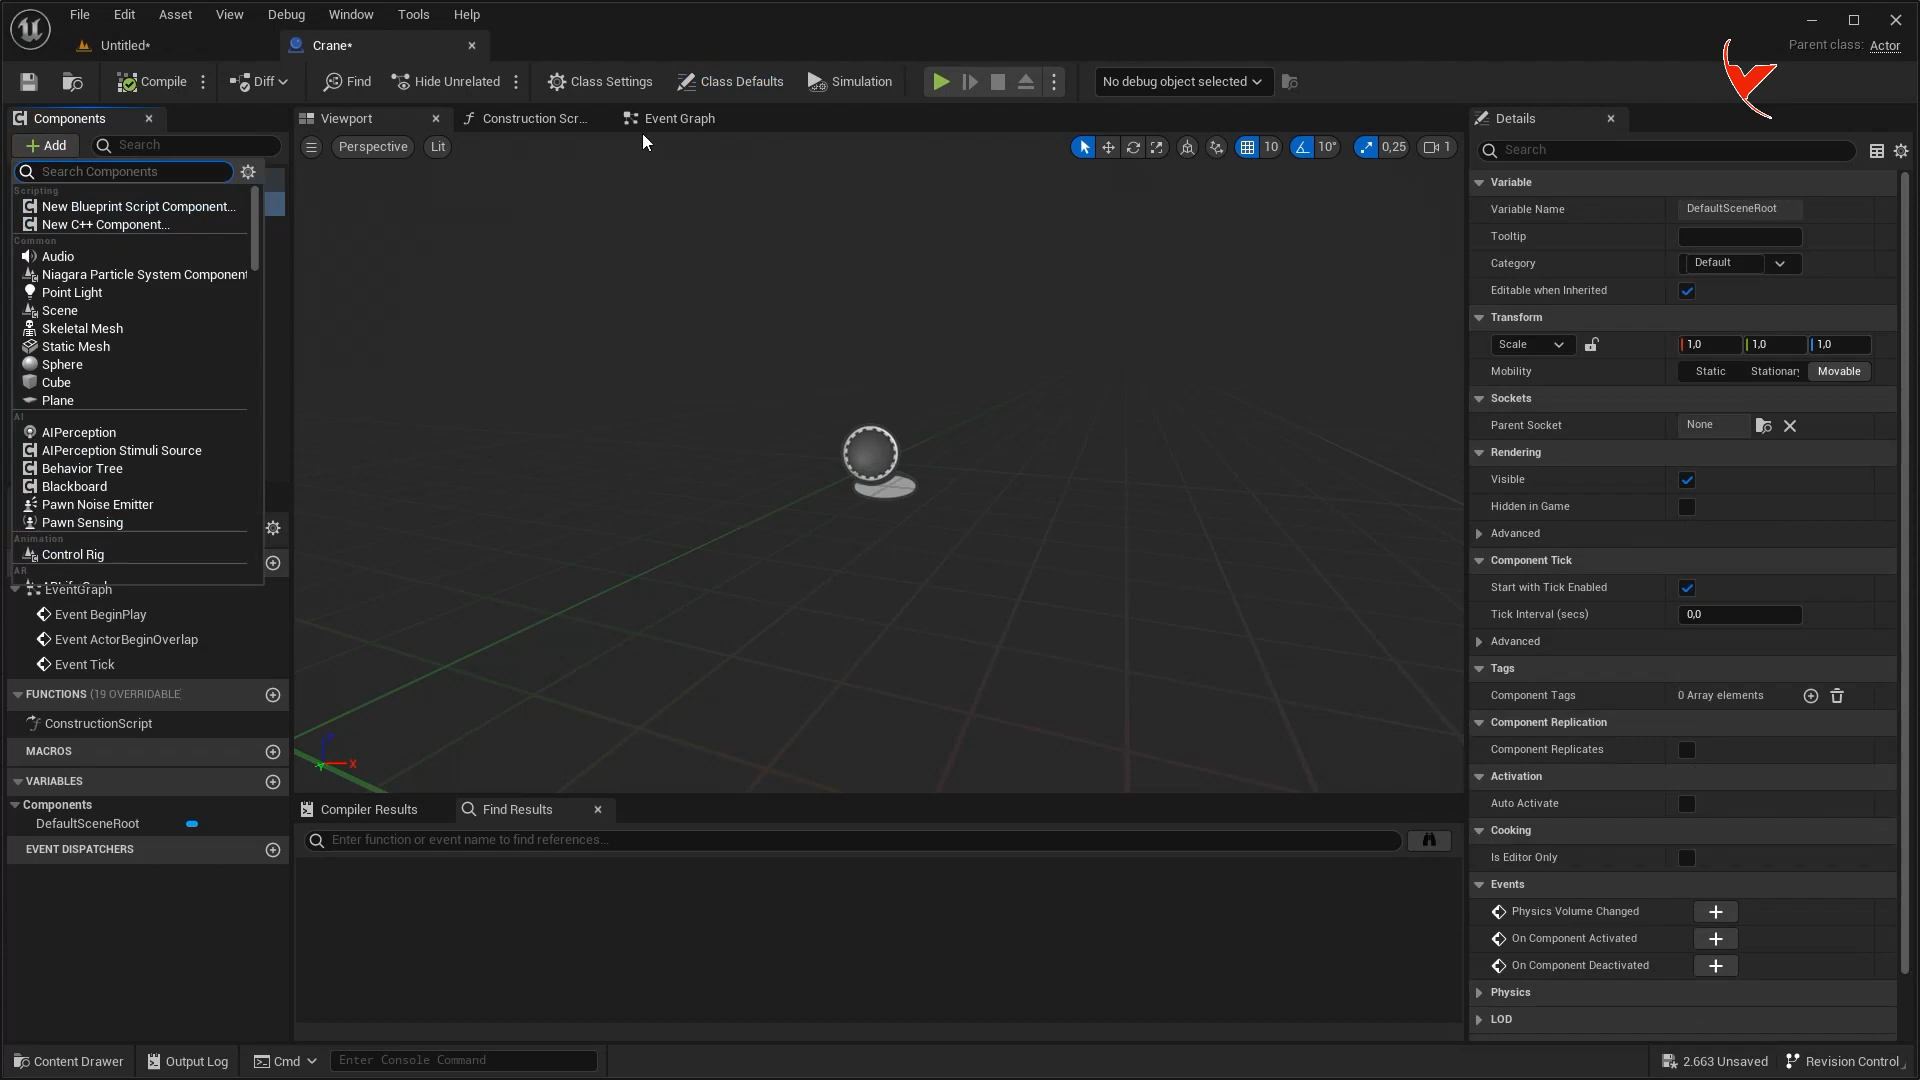 File Edit Asset View Debug Window Tools Help
Untitled* Crane*
Parent class: Actor
Compile Diff Find Hide Unrelated Class Settings Class Defaults Simulation No debug object selected
Components Viewport Construction Scr... Event Graph Details
Add Search
Perspective Lit 10 10° 0,25 1
Search
Search Components
Scripting
New Blueprint Script Component...
New C++ Component...
Common
Audio
Niagara Particle System Component
Point Light
Scene
Skeletal Mesh
Static Mesh
Sphere
Cube
Plane
AI
AIPerception
AIPerception Stimuli Source
Behavior Tree
Blackboard
Pawn Noise Emitter
Pawn Sensing
Animation
Control Rig
AR
EventGraph
Event BeginPlay
Event ActorBeginOverlap
Event Tick
FUNCTIONS (19 OVERRIDABLE
ConstructionScript
MACROS
VARIABLES
Components
DefaultSceneRoot
EVENT DISPATCHERS
X
Compiler Results Find Results
Enter function or event name to find references...
Variable
Variable Name DefaultSceneRoot
Tooltip
Category Default
Editable when Inherited
Transform
Scale 1,0 1,0 1,0
Mobility Static Stationary Movable
Sockets
Parent Socket None
Rendering
Visible
Hidden in Game
Advanced
Component Tick
Start with Tick Enabled
Tick Interval (secs) 0,0
Advanced
Tags
Component Tags 0 Array elements
Component Replication
Component Replicates
Activation
Auto Activate
Cooking
Is Editor Only
Events
Physics Volume Changed
On Component Activated
On Component Deactivated
Physics
LOD
Content Drawer Output Log Cmd Enter Console Command 2.663 Unsaved Revision Control